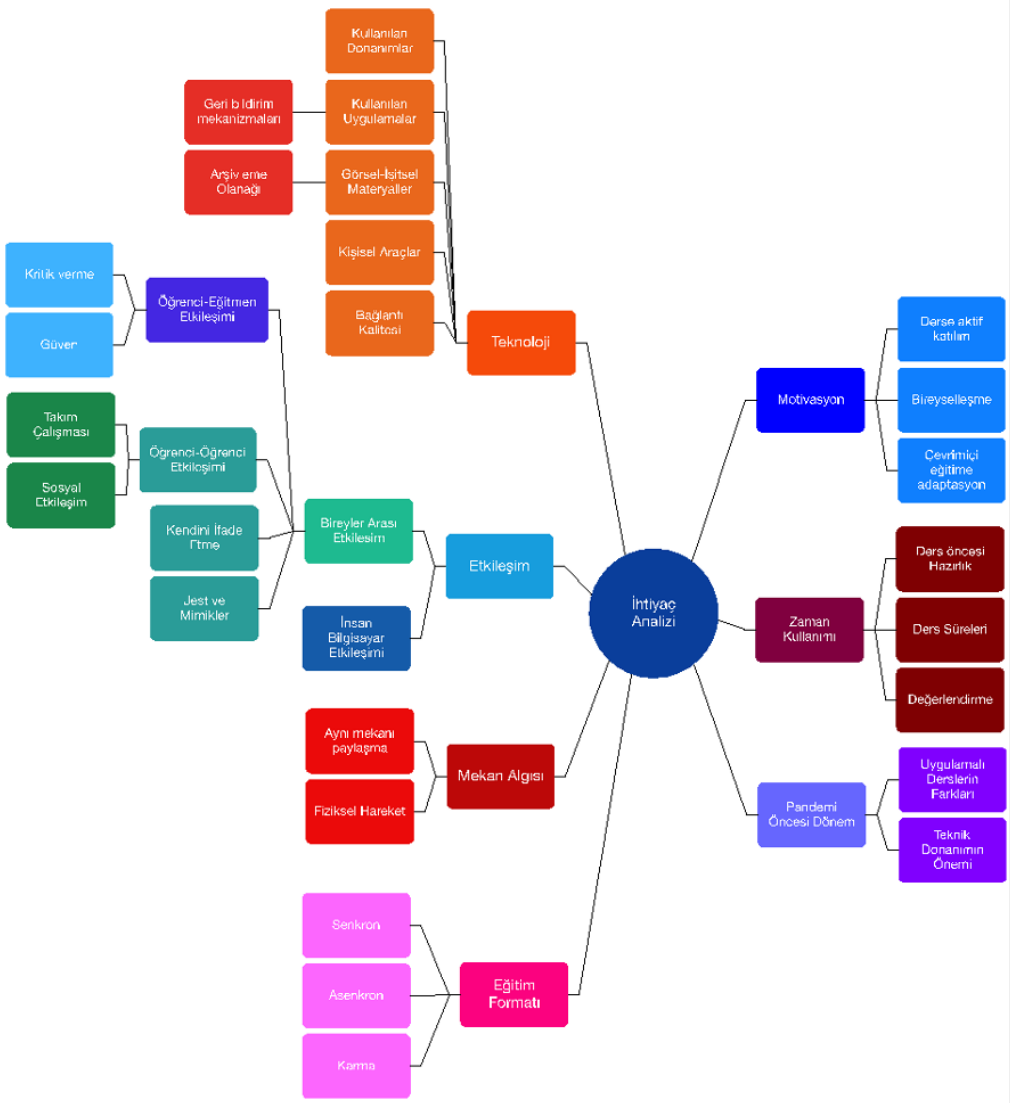 Kullanılan
Donanımlar
Geri bildirim
mekanizmaları
Kullanılan
Uygulamalar
Arşivleme
Olanağı
Görsel-İşitsel
Materyaller
Kişisel Araçlar
Bağlantı
Kalitesi
Teknoloji
Kritik verme
Güven
Öğrenci-Eğitmen
Etkileşimi
Takım
Çalışması
Sosyal
Etkileşim
Öğrenci-Öğrenci
Etkileşimi
Kendini İfade
Etme
Jest ve
Mimikler
Bireyler Arası
Etkileşim
İnsan
Bilgisayar
Etkileşimi
Etkileşim
Aynı mekanı
paylaşma
Fiziksel Hareket
Mekan Algısı
Senkron
Asenkron
Karma
Eğitim
Formatı
İhtiyaç
Analizi
Motivasyon
Derse aktif
katılım
Bireyselleşme
Çevrimiçi
eğitime
adaptasyon
Zaman
Kullanımı
Ders öncesi
Hazırlık
Ders Süreleri
Değerlendirme
Pandemi
Öncesi Dönem
Uygulamalı
Derslerin
Farkları
Teknik
Donanımın
Önemi